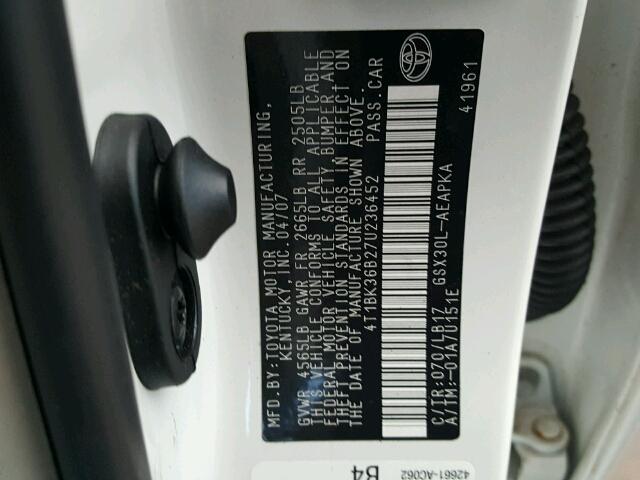 MFD.BY:TOYOTA MOTOR MANUFACTURING,
KENTUCKY, INC. 04/07
GVWR 4565LB GAWR FR 2665LB RR 2505LB
THIS VEHICLE CONFORMS TO ALL APPLICABLE
FEDERAL MOTOR VEHICLE SAFETY, BUMPER, AND
THEFT PREVENTION STANDARDS IN EFFECT ON
THE DATE OF MANUFACTURE SHOWN ABOVE.
4T1BK36B27U236452 PASS. CAR
C/TR:070/LB17 GSX30L-AEAPKA
A/TM:-01A/U151E 41961
42661-AC062
B4